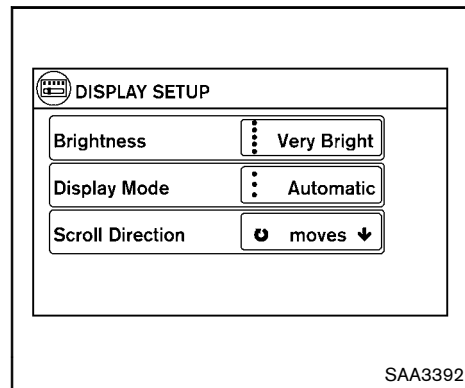 DISPLAY SETUP
Brightness Very Bright
Display Mode Automatic
Scroll Direction moves
SAA3392